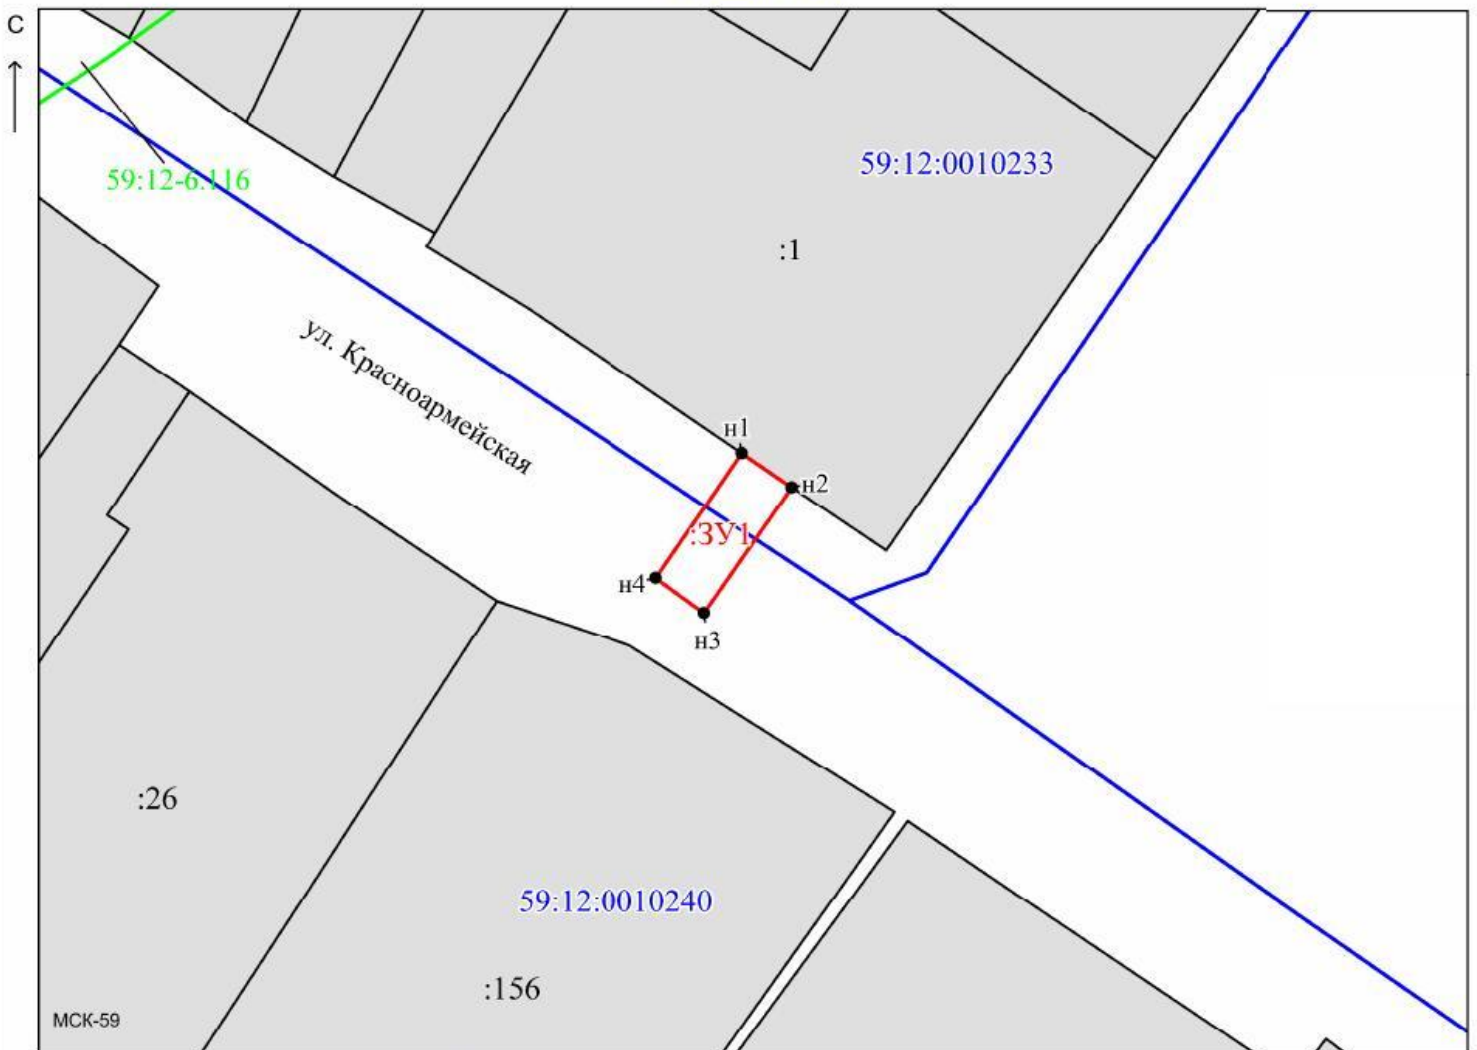 С
59:12-6.116
59:12:0010233
:1
ул. Красноармейская
н1
н2
:ЗУ1
н4
н3
:26
59:12:0010240
:156
МСК-59